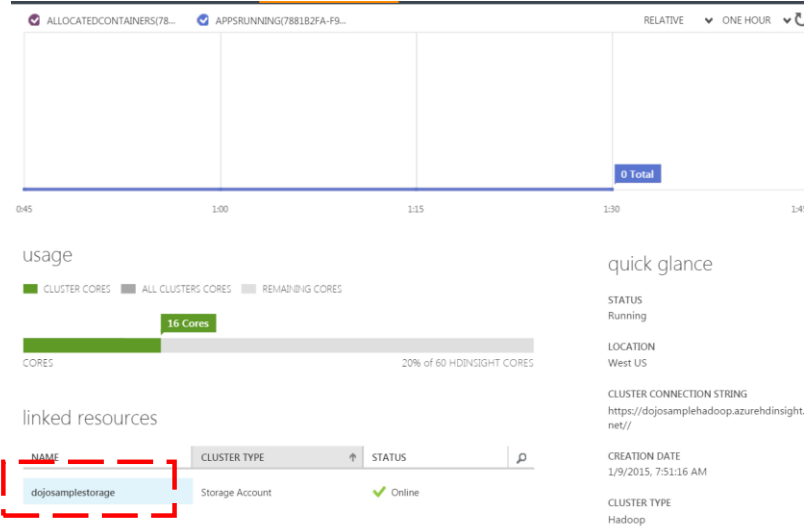 ALLOCATEDCONTAINERS(78... APPSRUNNING(7881B2FA-F9... RELATIVE ONE HOUR
0 Total
0:45 1:00 1:15 1:30 1:45
usage
CLUSTER CORES ALL CLUSTERS CORES REMAINING CORES
16 Cores
CORES 20% of 60 HDINSIGHT CORES
linked resources
NAME CLUSTER TYPE STATUS
dojosamplestorage Storage Account Online
quick glance
STATUS
Running
LOCATION
West US
CLUSTER CONNECTION STRING
https://dojosamplehadoop.azurehdinsight.
net//
CREATION DATE
1/9/2015, 7:51:16 AM
CLUSTER TYPE
Hadoop